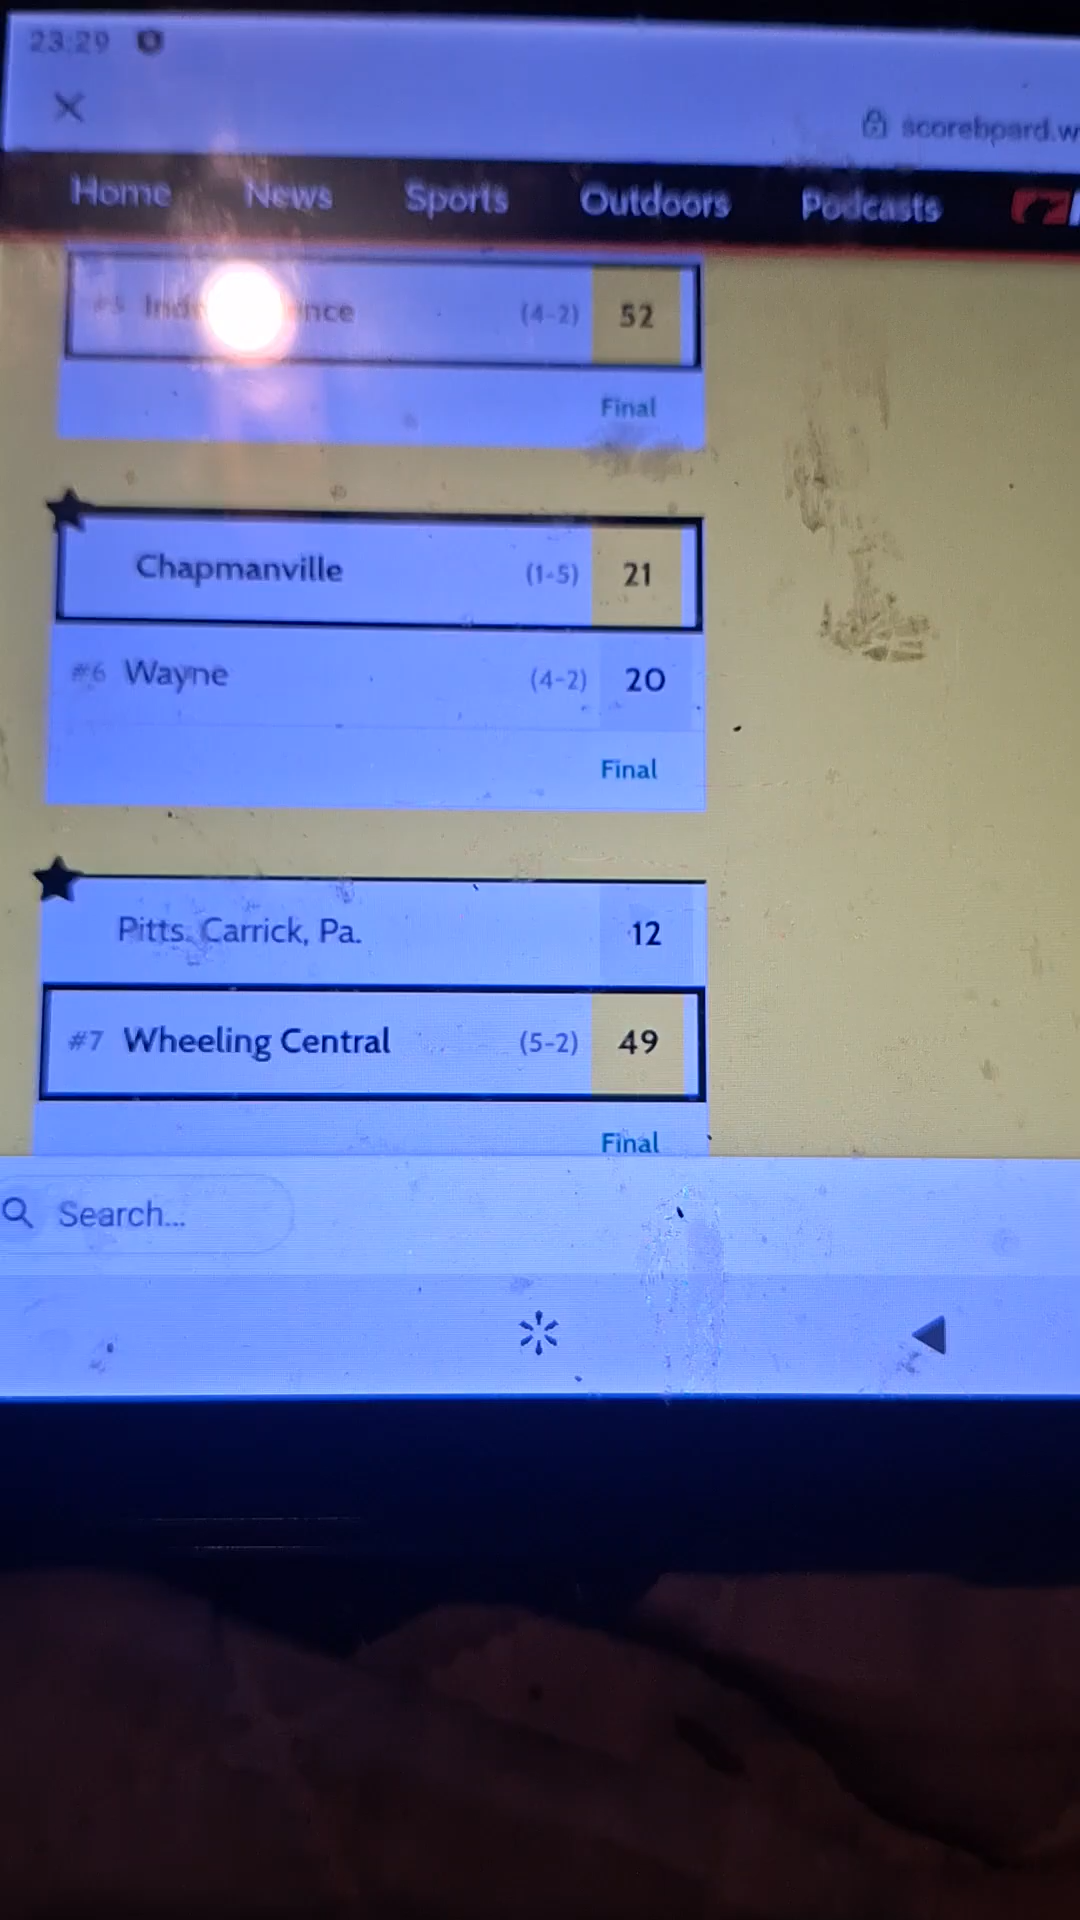 23:29
scoreboard.w
Home News Sports Outdoors Podcasts
#5 (4-2) 52
Final
Chapmanville (1-5) 21
#6 Wayne (4-2) 20
Final
Pitts. Carrick, Pa. 12
#7 Wheeling Central (5-2) 49
Final
Search...